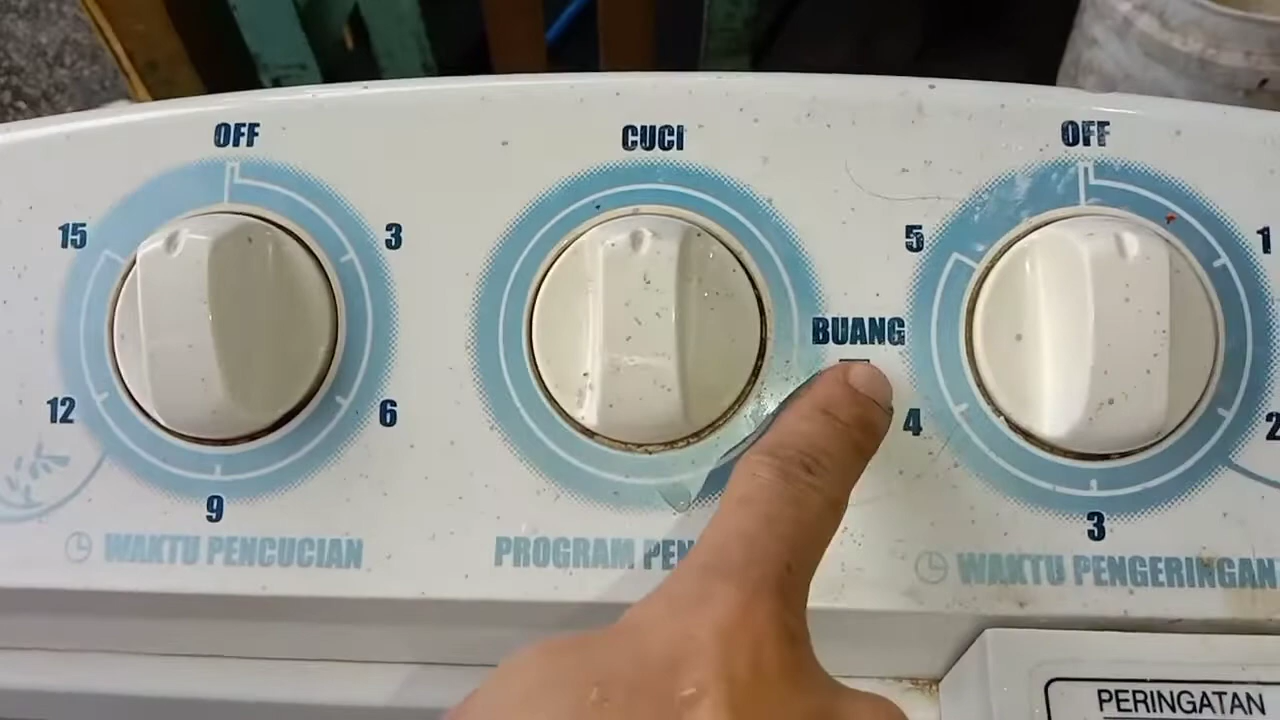 OFF
3
6
9
12
15
WAKTU PENCUCIAN
CUCI
BUANG
PROGRAM
OFF
1
2
3
4
5
WAKTU PENGERINGAN
PERINGATAN